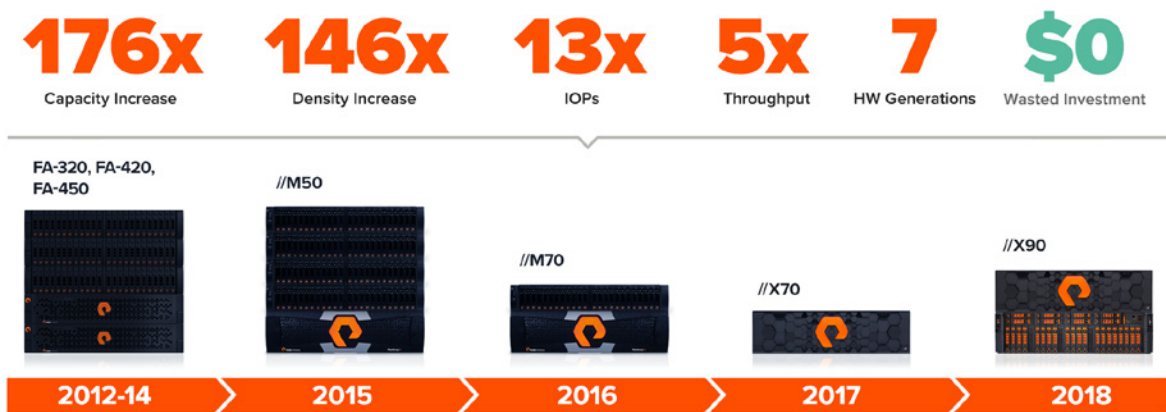 176x 146x 13x 5x 7 $0
Capacity Increase Density Increase IOPs Throughput HW Generations Wasted Investment
FA-320, FA-420,
FA-450
//M50
//M70
//X70
//X90
2012-14 2015 2016 2017 2018